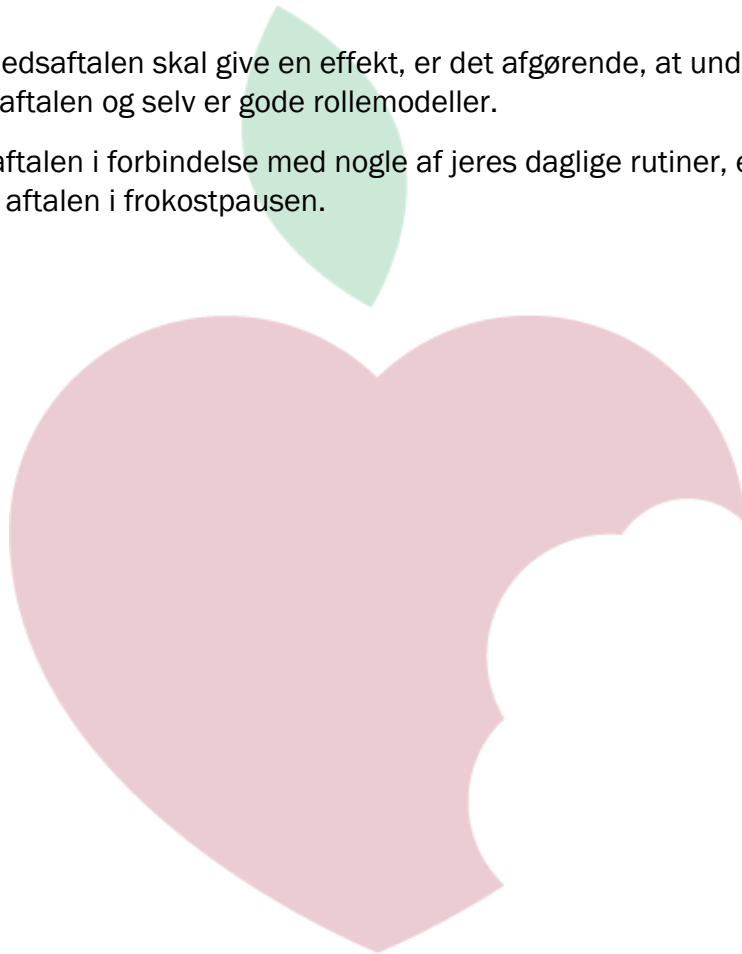 edsaftalen skal give en effekt, er det afgørende, at und
aftalen og selv er gode rollemodeller.
aftalen i forbindelse med nogle af jeres daglige rutiner, e
aftalen i frokostpausen.